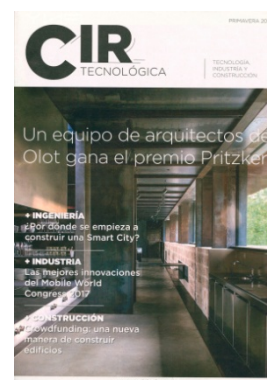 PRIMAVERA 20
CIR
TECNOLÓGICA
TECNOLOGÍA,
INDUSTRIA Y
CONSTRUCCIÓN
Un equipo de arquitectos de
Olot gana el premio Pritzker
+ INGENIERÍA
¿Por dónde se empieza a
construir una Smart City?
+ INDUSTRIA
Las mejores innovaciones
del Mobile World
Congress 2017
+ CONSTRUCCIÓN
Crowdfunding: una nueva
manera de construir
edificios